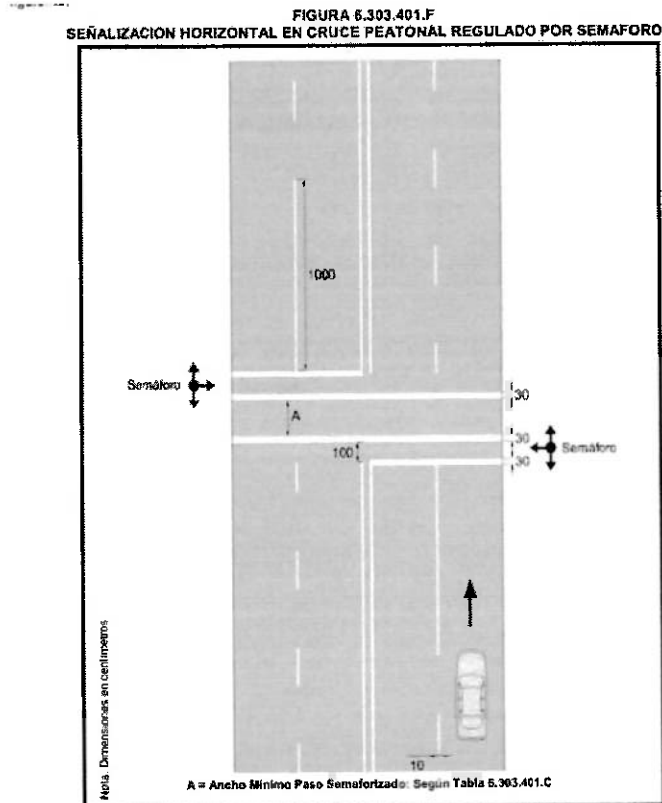 FIGURA 6.303.401.F
SEÑALIZACION HORIZONTAL EN CRUCE PEATONAL REGULADO POR SEMAFORO
1000
Semáforo
30
A
30
100
Semáforo
30
Nota: Dimensiones en centímetros
10
A = Ancho Mínimo Paso Semaforizado: Según Tabla 6.303.401.C